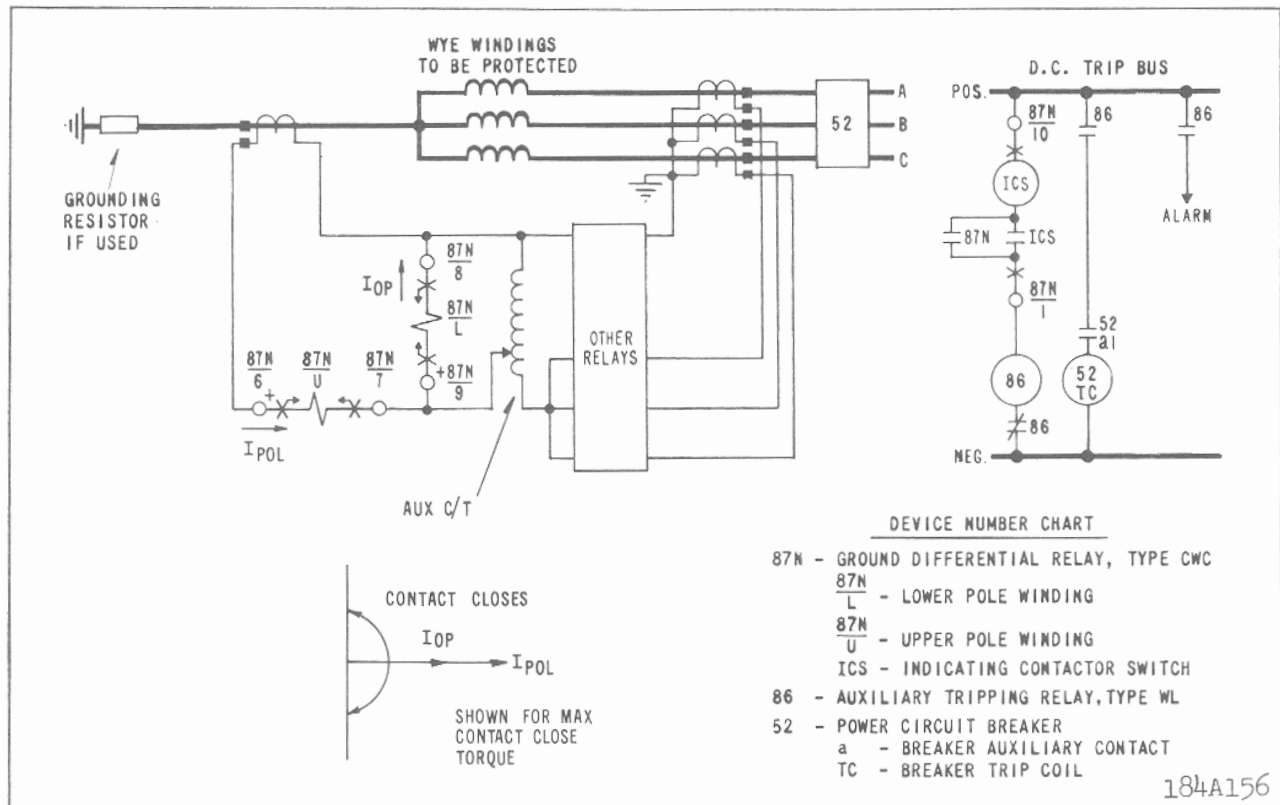 WYE WINDINGS
TO BE PROTECTED
D.C. TRIP BUS
POS.
A
B
C
52
87N
10
86
86
GROUNDING
RESISTOR
IF USED
ICS
ALARM
87N
ICS
87N
8
IOP
87N
L
87N
1
OTHER
RELAYS
87N
6
+
87N
U
87N
7
+87N
9
IPOL
52
a1
86
52
TC
86
NEG.
AUX C/T
CONTACT CLOSES
IOP
IPOL
SHOWN FOR MAX
CONTACT CLOSE
TORQUE
DEVICE NUMBER CHART
87N - GROUND DIFFERENTIAL RELAY, TYPE CWC
87N
L - LOWER POLE WINDING
87N
U - UPPER POLE WINDING
ICS - INDICATING CONTACTOR SWITCH
86 - AUXILIARY TRIPPING RELAY, TYPE WL
52 - POWER CIRCUIT BREAKER
a - BREAKER AUXILIARY CONTACT
TC - BREAKER TRIP COIL
184A156